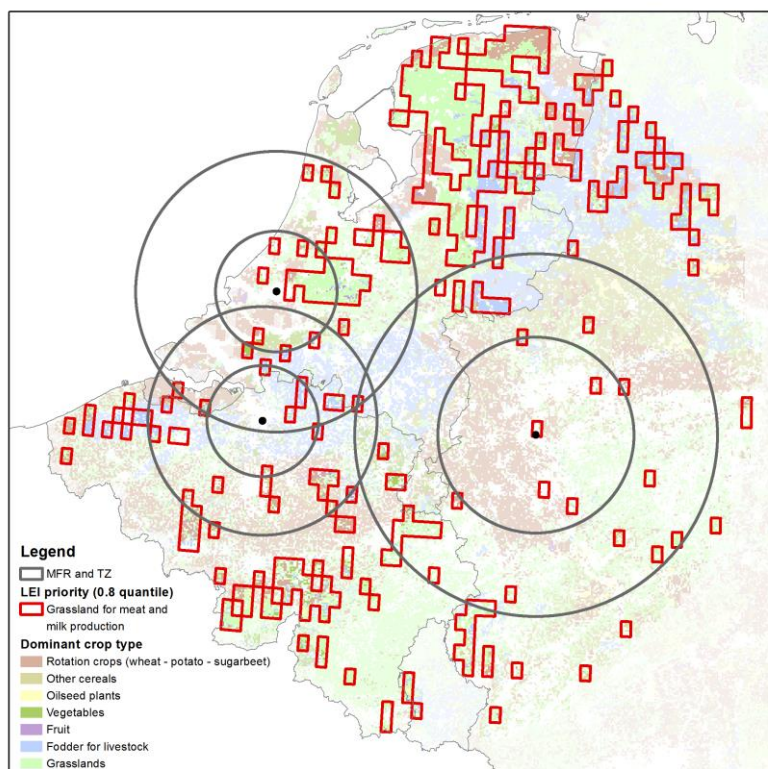 Legend
MFR and TZ
LEI priority (0.8 quantile)
Grassland for meat and
milk production
Dominant crop type
Rotation crops (wheat - potato - sugarbeet)
Other cereals
Oilseed plants
Vegetables
Fruit
Fodder for livestock
Grasslands